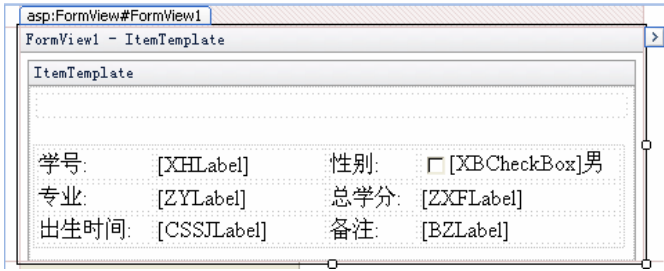 asp:FormView#FormView1
FormView1 - ItemTemplate
ItemTemplate
学号: [XHLabel] 性别: [XBCheckBox]男
专业: [ZYLabel] 总学分: [ZXFLabel]
出生时间: [CSSJLabel] 备注: [BZLabel]